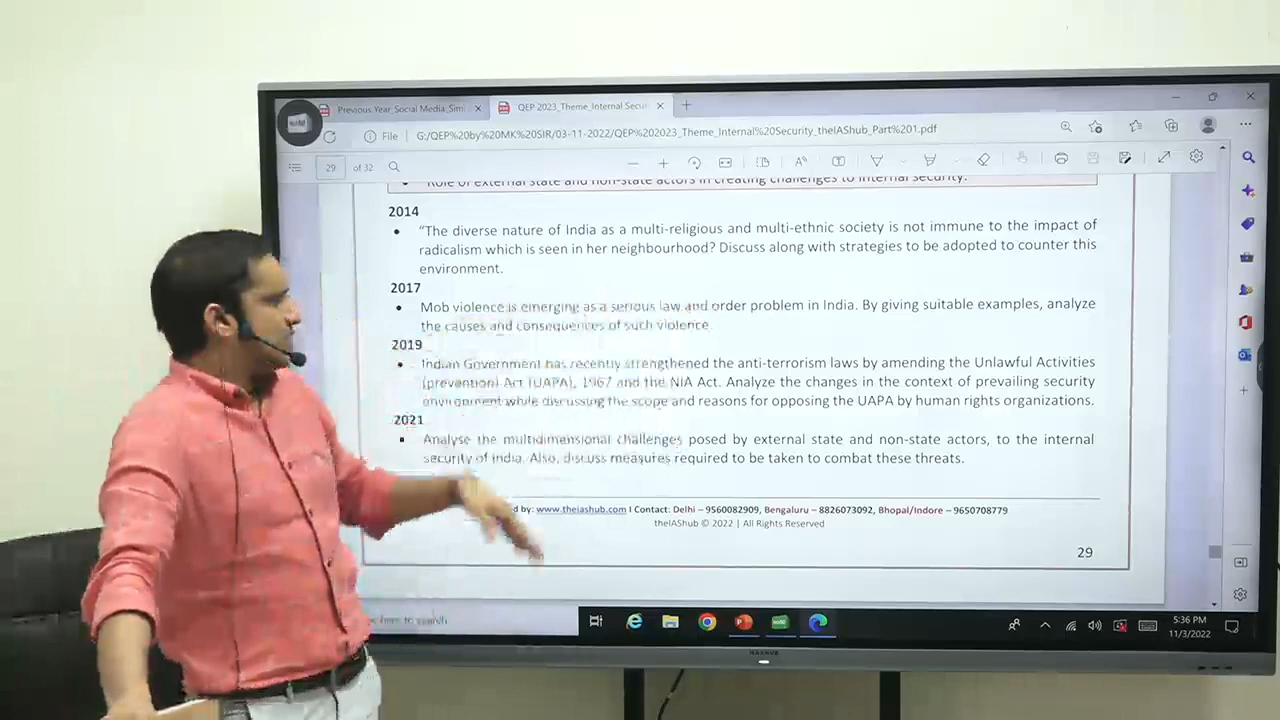 Previous Year_Social Media_Simi
QEP 2023_Theme_Internal Secu
File
G:/QEP%20by%20MK%20SIR/03-11-2022/QEP%202023_Theme_Internal%20Security_theIAShub_Part%201.pdf
29 of 32
• Role of external state and non-state actors in creating challenges to internal security.
2014
• "The diverse nature of India as a multi-religious and multi-ethnic society is not immune to the impact of
radicalism which is seen in her neighbourhood? Discuss along with strategies to be adopted to counter this
environment.
2017
• Mob violence is emerging as a serious law and order problem in India. By giving suitable examples, analyze
the causes and consequences of such violence.
2019
• Indian Government has recently strengthened the anti-terrorism laws by amending the Unlawful Activities
(prevention) Act (UAPA), 1967 and the NIA Act. Analyze the changes in the context of prevailing security
environment while discussing the scope and reasons for opposing the UAPA by human rights organizations.
2021
▪ Analyse the multidimensional challenges posed by external state and non-state actors, to the internal
security of India. Also, discuss measures required to be taken to combat these threats.
by: www.theiashub.com I Contact: Delhi – 9560082909, Bengaluru – 8826073092, Bhopal/Indore – 9650708779
theIAShub © 2022 | All Rights Reserved
29
here to search
5:36 PM
11/3/2022